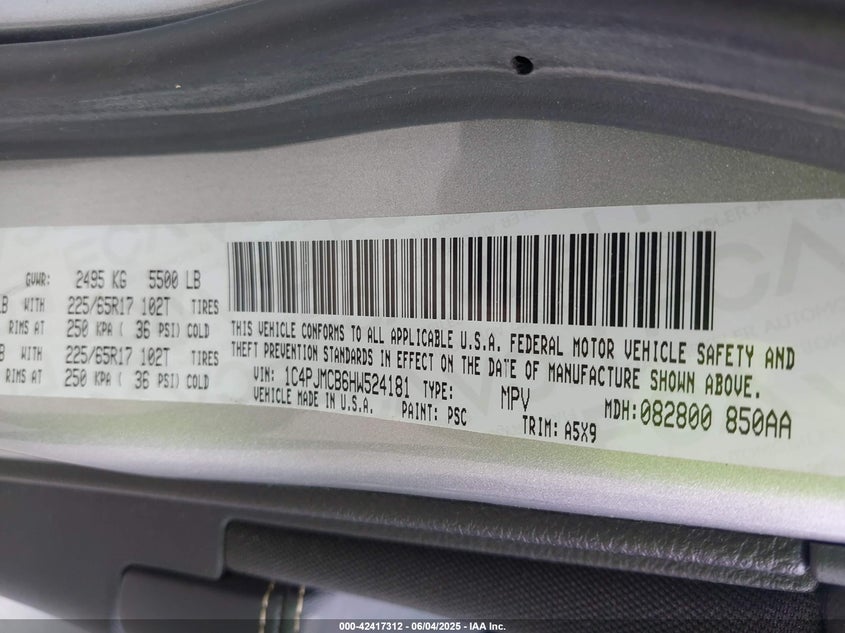 GVWR: 2495 KG 5500 LB
LB WITH 225/65R17 102T TIRES
RIMS AT 250 KPA ( 36 PSI) COLD
B WITH 225/65R17 102T TIRES
RIMS AT 250 KPA ( 36 PSI) COLD
THIS VEHICLE CONFORMS TO ALL APPLICABLE U.S.A. FEDERAL MOTOR VEHICLE SAFETY AND
THEFT PREVENTION STANDARDS IN EFFECT ON THE DATE OF MANUFACTURE SHOWN ABOVE.
VIN: 1C4PJMCB6HW524181 TYPE: MPV MDH: 082800 850AA
VEHICLE MADE IN U.S.A. PAINT: PSC TRIM: A5X9
000-42417312 - 06/04/2025 - IAA Inc.